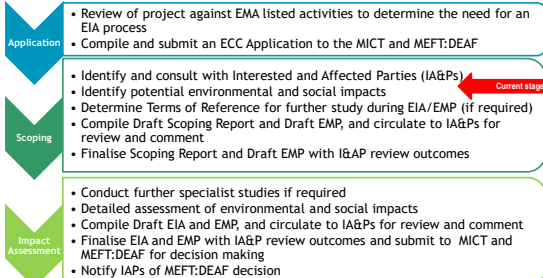 Application
• Review of project against EMA listed activities to determine the need for an
EIA process
• Compile and submit an ECC Application to the MICT and MEFT:DEAF
Scoping
• Identify and consult with Interested and Affected Parties (IA&Ps)
• Identify potential environmental and social impacts
Current stage
• Determine Terms of Reference for further study during EIA/EMP (if required)
• Compile Draft Scoping Report and Draft EMP, and circulate to IA&Ps for
review and comment
• Finalise Scoping Report and Draft EMP with I&AP review outcomes
Impact
Assessment
• Conduct further specialist studies if required
• Detailed assessment of environmental and social impacts
• Compile Draft EIA and EMP, and circulate to IA&Ps for review and comment
• Finalise EIA and EMP with IA&P review outcomes and submit to MICT and
MEFT:DEAF for decision making
• Notify IAPs of MEFT:DEAF decision